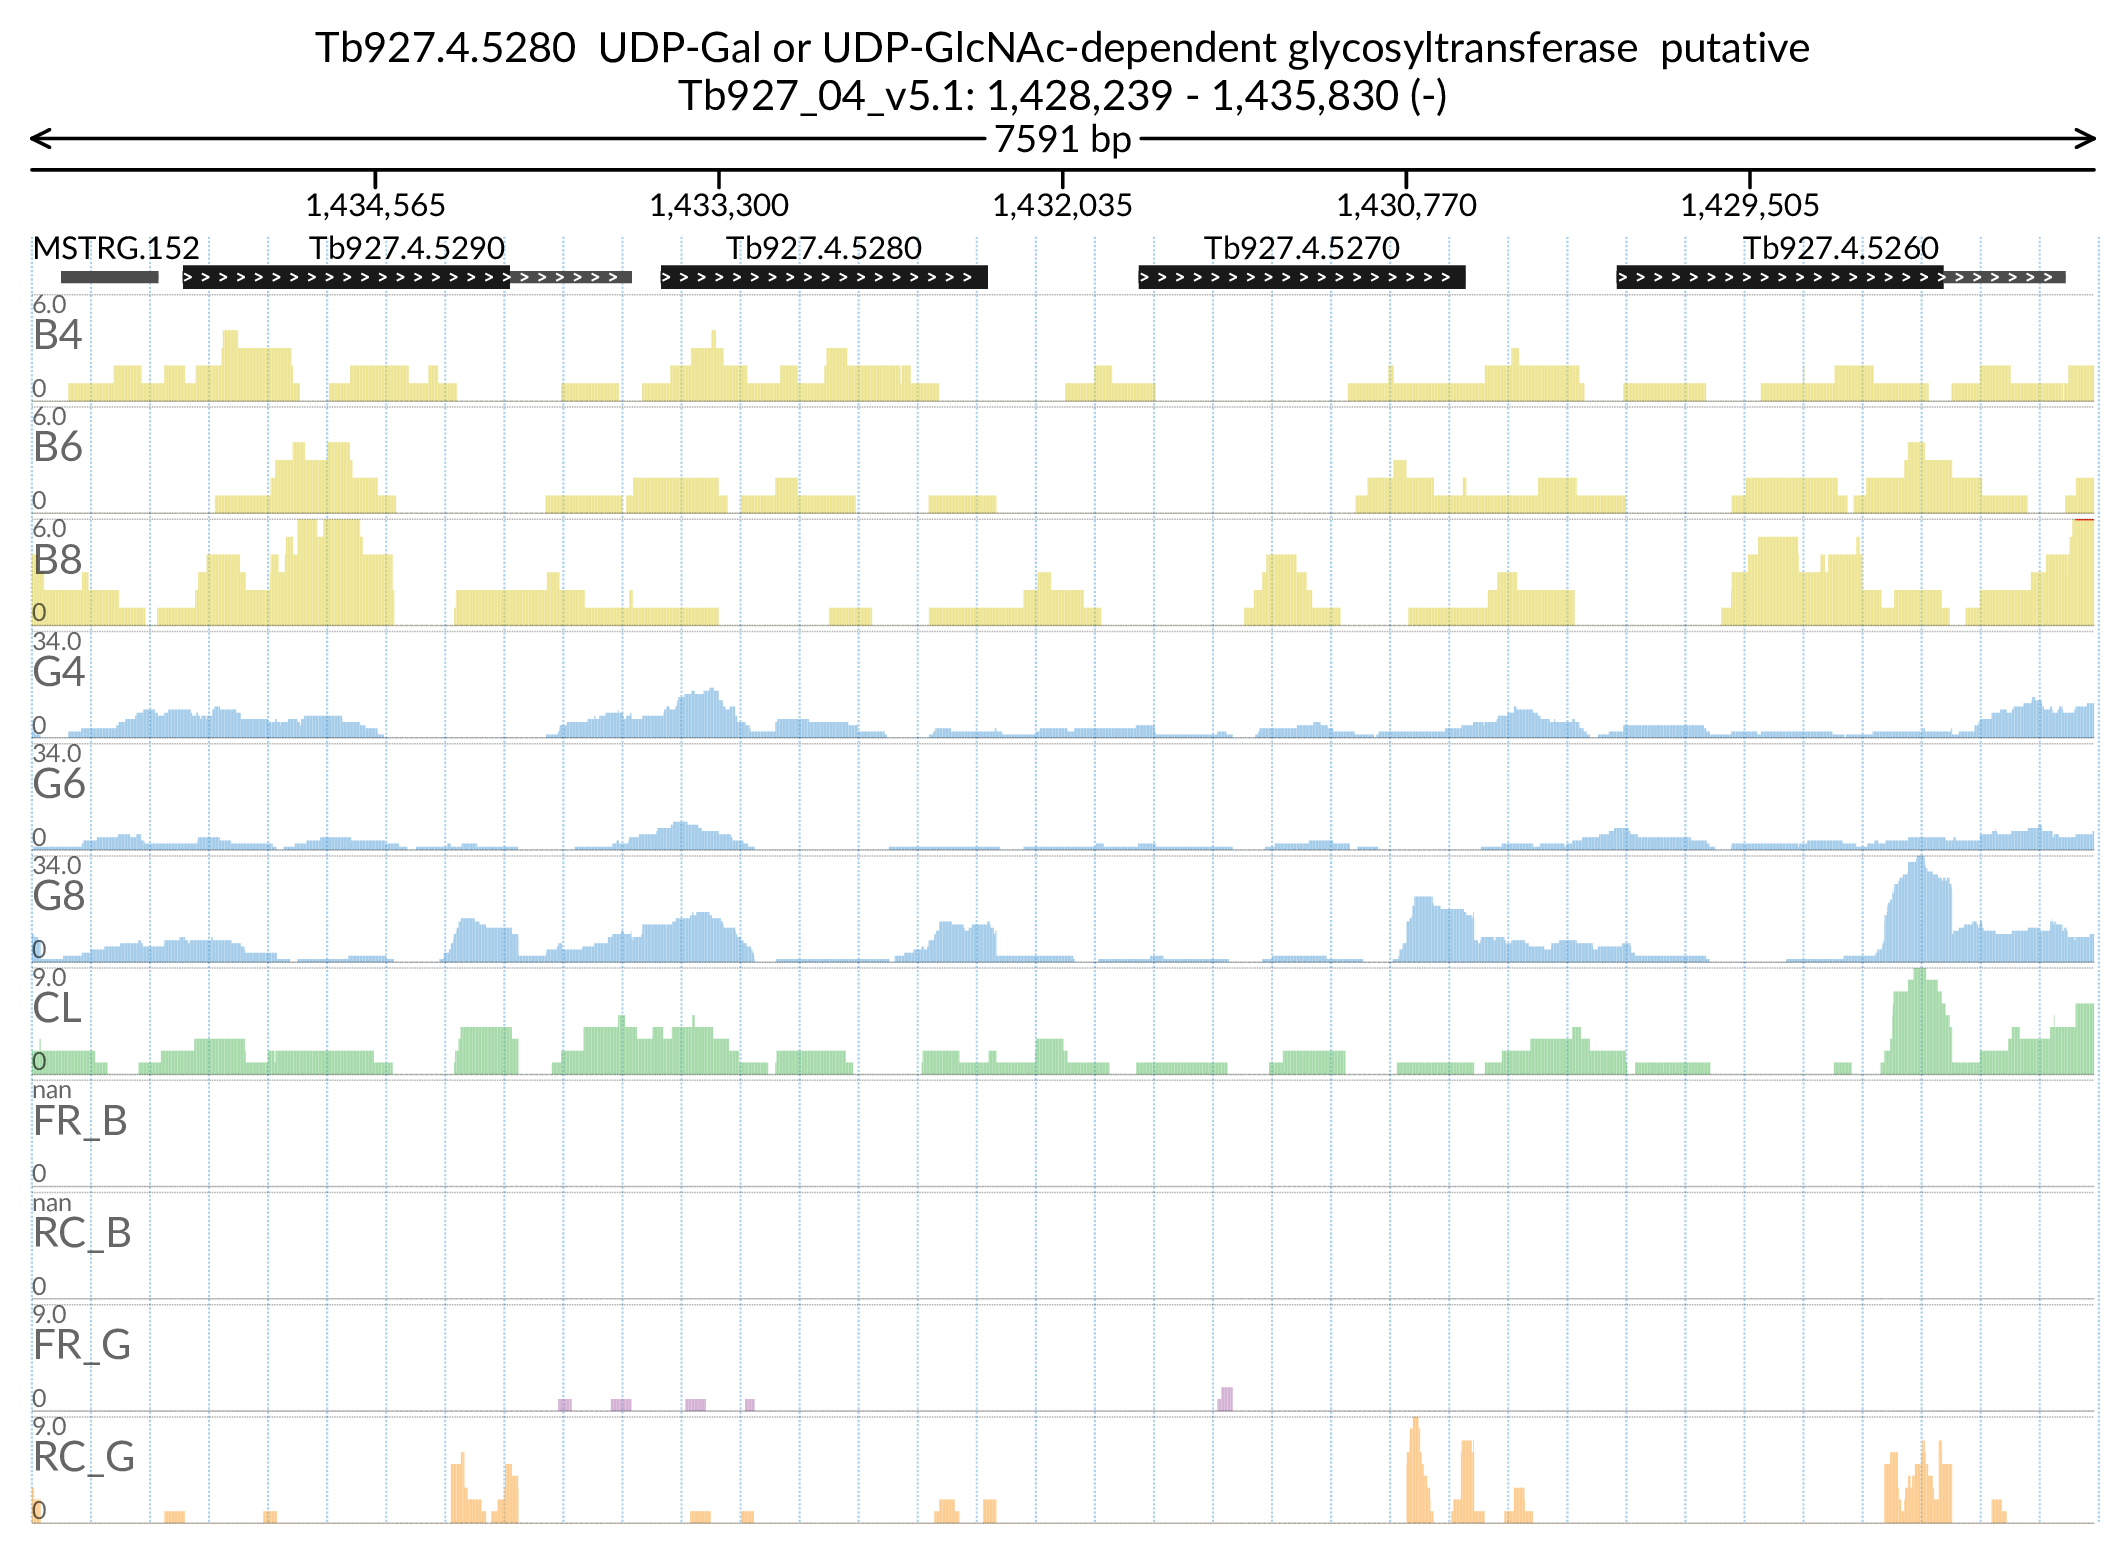 Tb927.4.5280  UDP-Gal or UDP-GlcNAc-dependent glycosyltransferase  putative
Tb927_04_v5.1: 1,428,239 - 1,435,830 (-)
7591 bp
1,434,565 1,433,300 1,432,035 1,430,770 1,429,505
MSTRG.152 Tb927.4.5290 Tb927.4.5280 Tb927.4.5270 Tb927.4.5260
6.0
B4
0
6.0
B6
0
6.0
B8
0
34.0
G4
0
34.0
G6
0
34.0
G8
0
9.0
CL
0
nan
FR_B
0
nan
RC_B
0
9.0
FR_G
0
9.0
RC_G
0